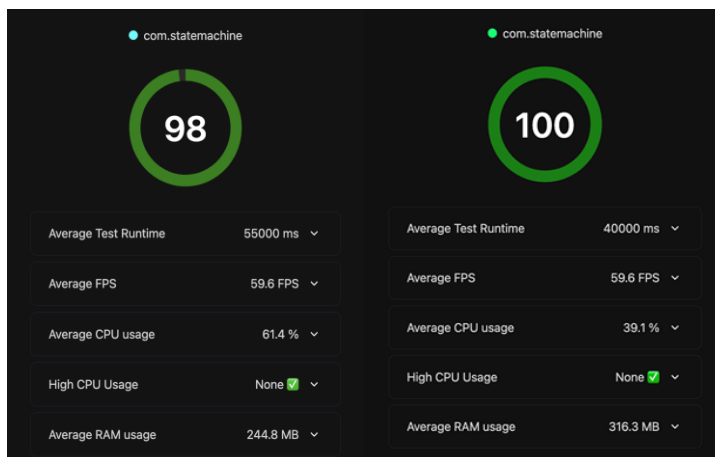 com.statemachine
98
Average Test Runtime 55000 ms
Average FPS 59.6 FPS
Average CPU usage 61.4 %
High CPU Usage None ✅
Average RAM usage 244.8 MB
com.statemachine
100
Average Test Runtime 40000 ms
Average FPS 59.6 FPS
Average CPU usage 39.1 %
High CPU Usage None ✅
Average RAM usage 316.3 MB